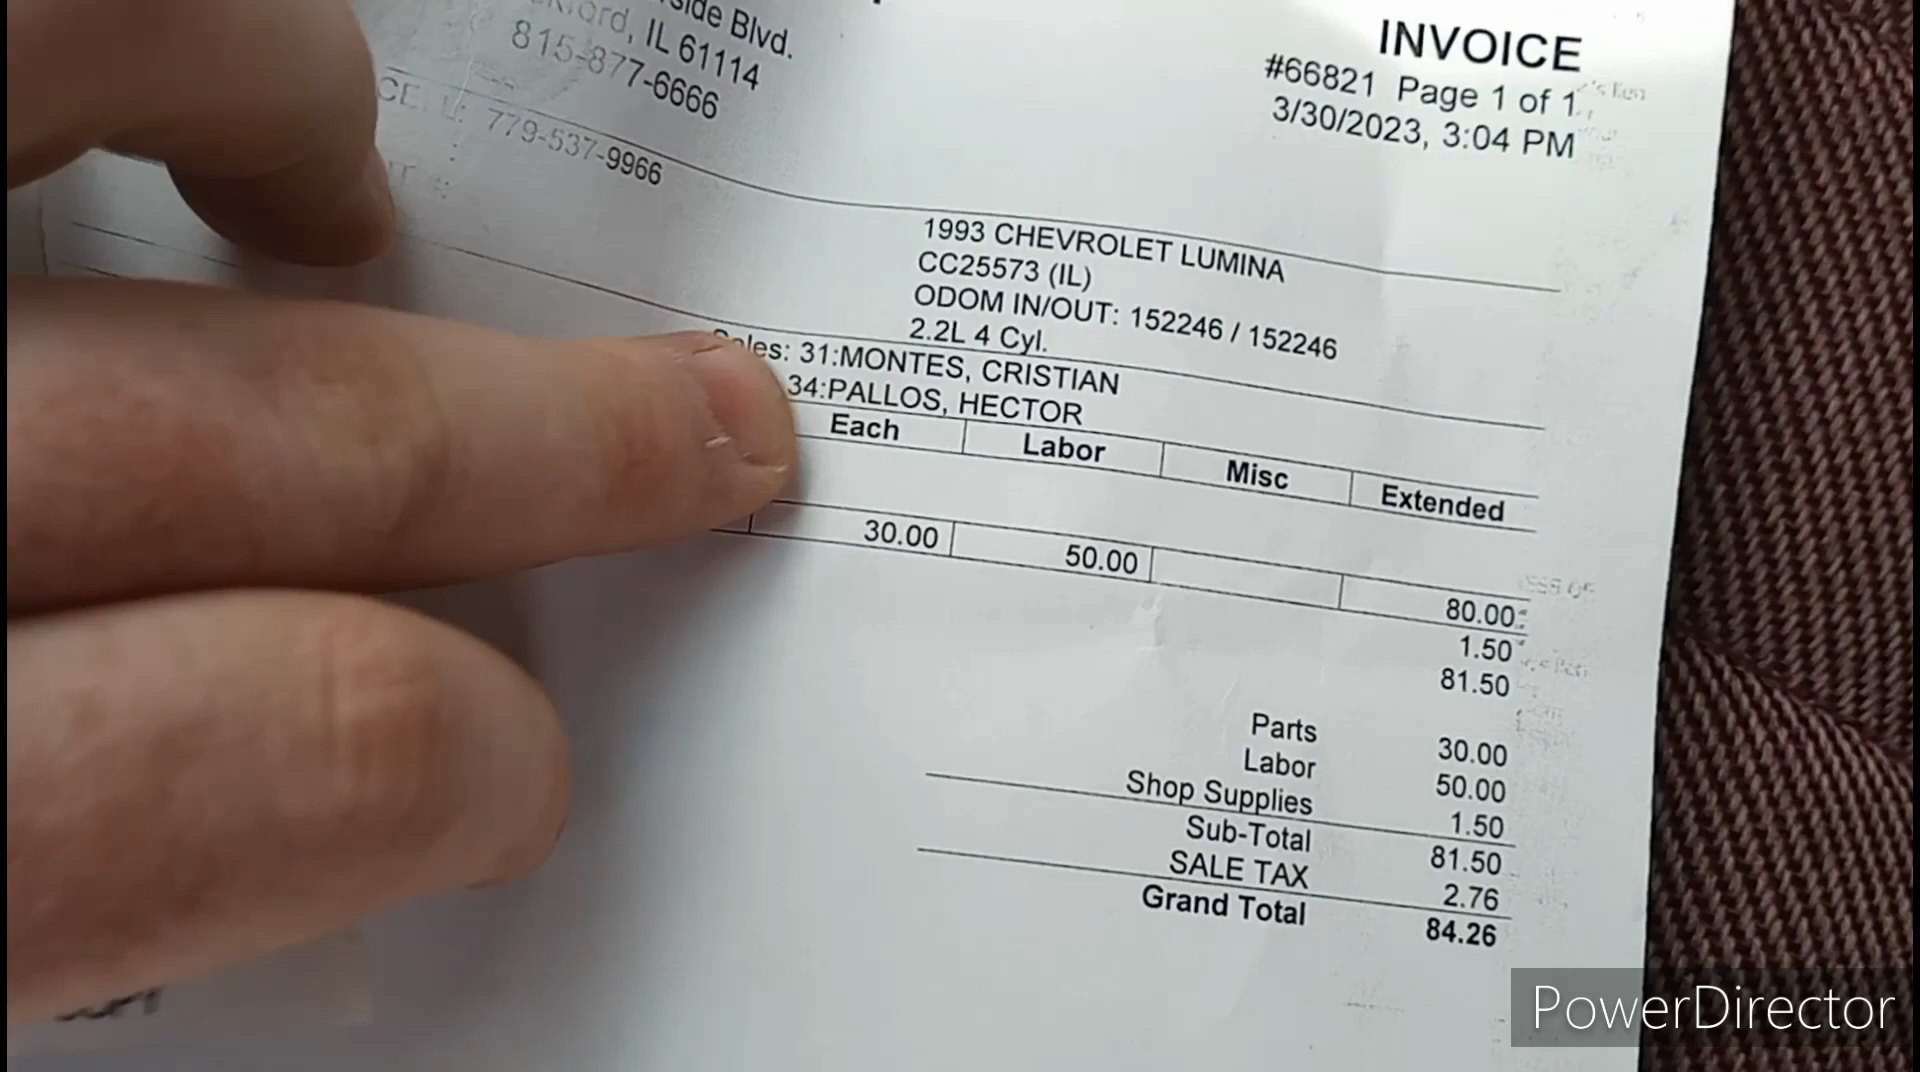 Blvd.
IL 61114
815-877-6666
INVOICE
#66821 Page 1 of 1
3/30/2023, 3:04 PM
779-537-9966
1993 CHEVROLET LUMINA
CC25573 (IL)
ODOM IN/OUT: 152246 / 152246
2.2L 4 Cyl.
Sales: 31:MONTES, CRISTIAN
34:PALLOS, HECTOR
Each Labor Misc Extended
30.00 50.00 80.00
1.50
81.50
Parts 30.00
Labor 50.00
Shop Supplies 1.50
Sub-Total 81.50
SALE TAX 2.76
Grand Total 84.26
PowerDirector